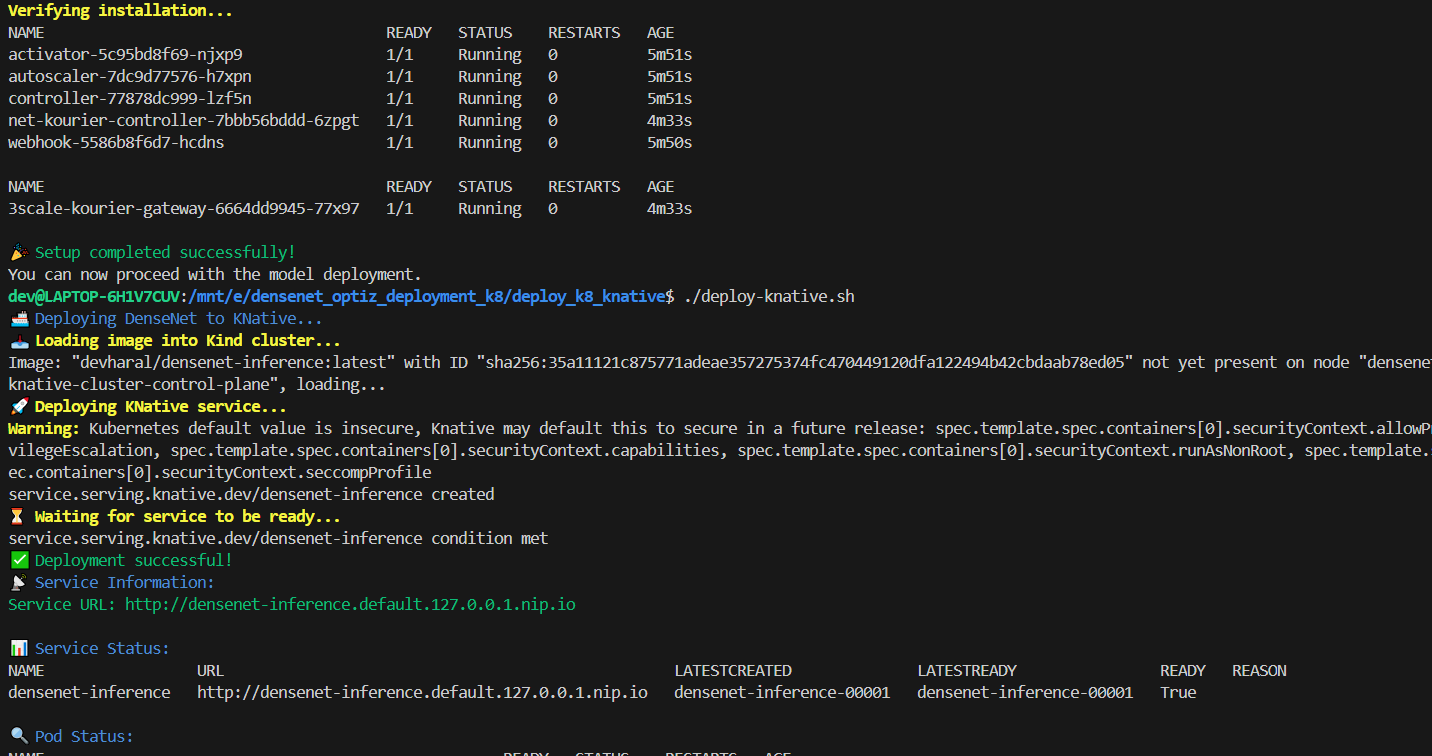 Verifying installation...
NAME READY STATUS RESTARTS AGE
activator-5c95bd8f69-njxp9 1/1 Running 0 5m51s
autoscaler-7dc9d77576-h7xpn 1/1 Running 0 5m51s
controller-77878dc999-lzf5n 1/1 Running 0 5m51s
net-kourier-controller-7bbb56bddd-6zpgt 1/1 Running 0 4m33s
webhook-5586b8f6d7-hcdns 1/1 Running 0 5m50s
NAME READY STATUS RESTARTS AGE
3scale-kourier-gateway-6664dd9945-77x97 1/1 Running 0 4m33s
🎉 Setup completed successfully!
You can now proceed with the model deployment.
dev@LAPTOP-6H1V7CUV:/mnt/e/densenet_optiz_deployment_k8/deploy_k8_knative$ ./deploy-knative.sh
🚢 Deploying DenseNet to KNative...
📥 Loading image into Kind cluster...
Image: "devharal/densenet-inference:latest" with ID "sha256:35a11121c875771adeae357275374fc470449120dfa122494b42cbdaab78ed05" not yet present on node "densene
knative-cluster-control-plane", loading...
🚀 Deploying KNative service...
Warning: Kubernetes default value is insecure, Knative may default this to secure in a future release: spec.template.spec.containers[0].securityContext.allowP
vilegeEscalation, spec.template.spec.containers[0].securityContext.capabilities, spec.template.spec.containers[0].securityContext.runAsNonRoot, spec.template.
ec.containers[0].securityContext.seccompProfile
service.serving.knative.dev/densenet-inference created
⏳ Waiting for service to be ready...
service.serving.knative.dev/densenet-inference condition met
✅ Deployment successful!
📡 Service Information:
Service URL: http://densenet-inference.default.127.0.0.1.nip.io
📊 Service Status:
NAME URL LATESTCREATED LATESTREADY READY REASON
densenet-inference http://densenet-inference.default.127.0.0.1.nip.io densenet-inference-00001 densenet-inference-00001 True
🔍 Pod Status:
NAME READY STATUS RESTARTS AGE